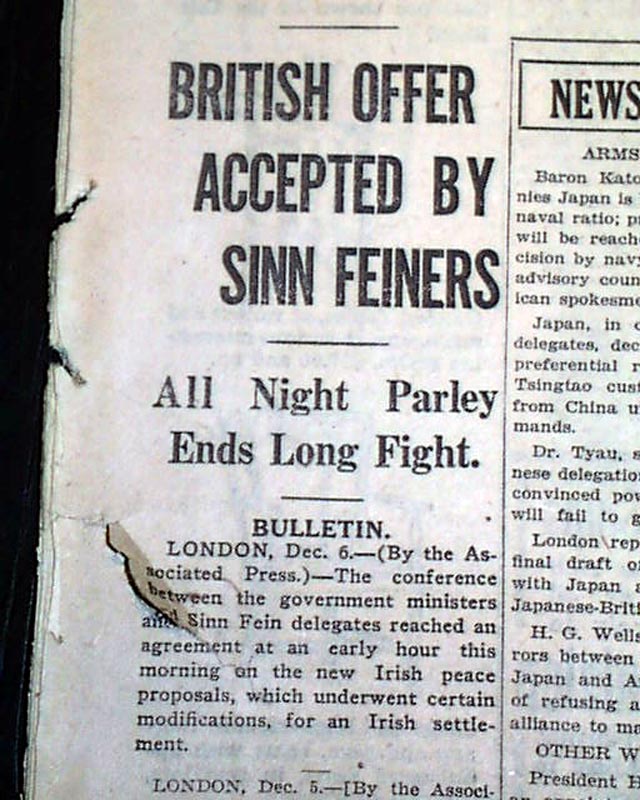 BRITISH OFFER
ACCEPTED BY
SINN FEINERS
All Night Parley
Ends Long Fight.
BULLETIN.
LONDON, Dec. 6.—(By the As-
sociated Press.)—The conference
between the government ministers
and Sinn Fein delegates reached an
agreement at an early hour this
morning on the new Irish peace
proposals, which underwent certain
modifications, for an Irish settle-
ment.
LONDON, Dec. 5.—[By the Associ-
NEWS
ARMS
Baron Kato
nies Japan is
naval ratio; p
will be reach
cision by navy
advisory coun
ican spokesme
Japan, in c
delegates, dec
preferential r
Tsingtao cus
from China u
mands.
Dr. Tyau, s
nese delegatio
convinced pow
will fail to g
London rep
final draft o
with Japan a
Japanese-Briti
H. G. Wells
rors between
Japan and A
of refusing a
alliance to ma
OTHER W
President H